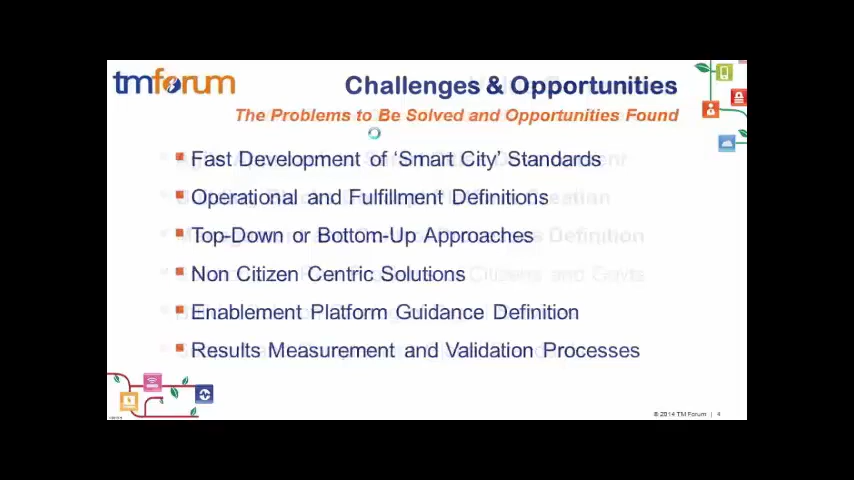 tmforum
Challenges & Opportunities
The Problems to Be Solved and Opportunities Found
Fast Development of 'Smart City' Standards
Operational and Fulfillment Definitions
Top-Down or Bottom-Up Approaches
Non Citizen Centric Solutions
Enablement Platform Guidance Definition
Results Measurement and Validation Processes
© 2014 TM Forum | 4